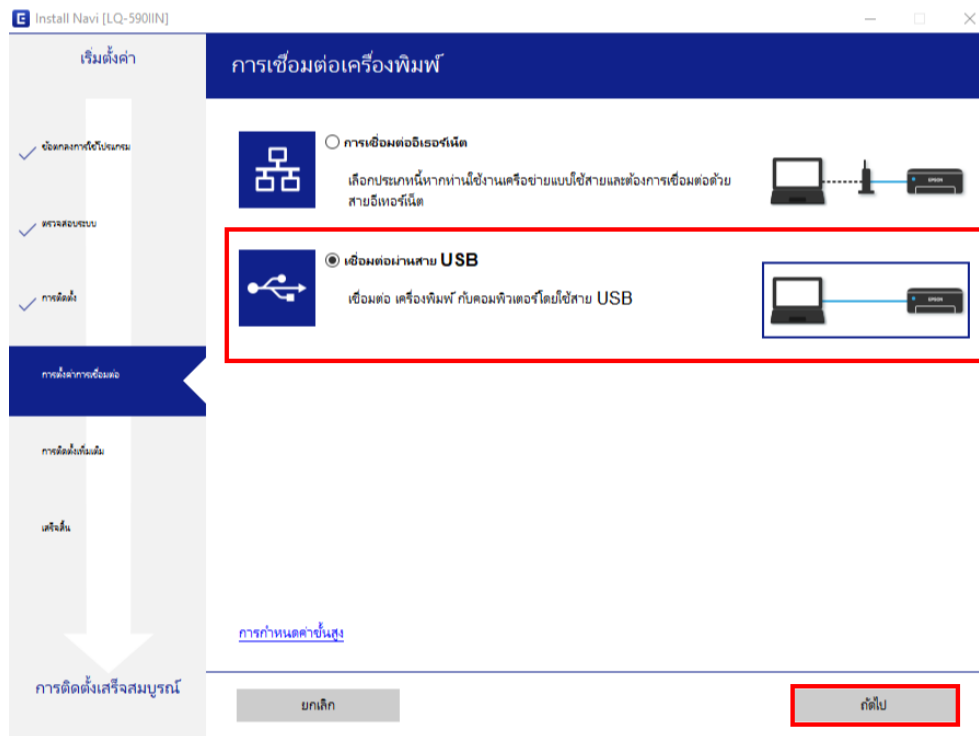 Install Navi [LQ-590IIN]
เริ่มตั้งค่า
การเชื่อมต่อเครื่องพิมพ์
ข้อตกลงการใช้โปรแกรม
ตรวจสอบระบบ
การติดตั้ง
การตั้งค่าการเชื่อมต่อ
การติดตั้งเพิ่มเติม
เสร็จสิ้น
การติดตั้งเสร็จสมบูรณ์
การเชื่อมต่ออีเธอร์เน็ต
เลือกประเภทนี้หากท่านใช้งานเครือข่ายแบบใช้สายและต้องการเชื่อมต่อด้วย
สายอีเทอร์เน็ต
EPSON
เชื่อมต่อผ่านสาย USB
เชื่อมต่อ เครื่องพิมพ์ กับคอมพิวเตอร์โดยใช้สาย USB
EPSON
การกำหนดค่าขั้นสูง
ยกเลิก
ถัดไป